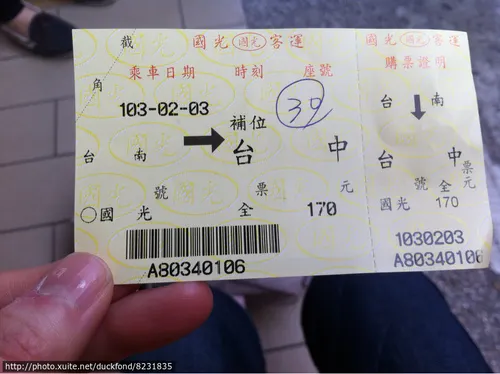 截
角
國光 國光 客運
乘車日期 時刻 座號
103-02-03
補位
39
台南 → 台中
號 票 元
○國光 全 170
A80340106
國光 國光 客運
購票證明
台南
↓
台中
號 票 元
國光 全 170
1030203
A80340106
http://photo.xuite.net/duckfond/8231835